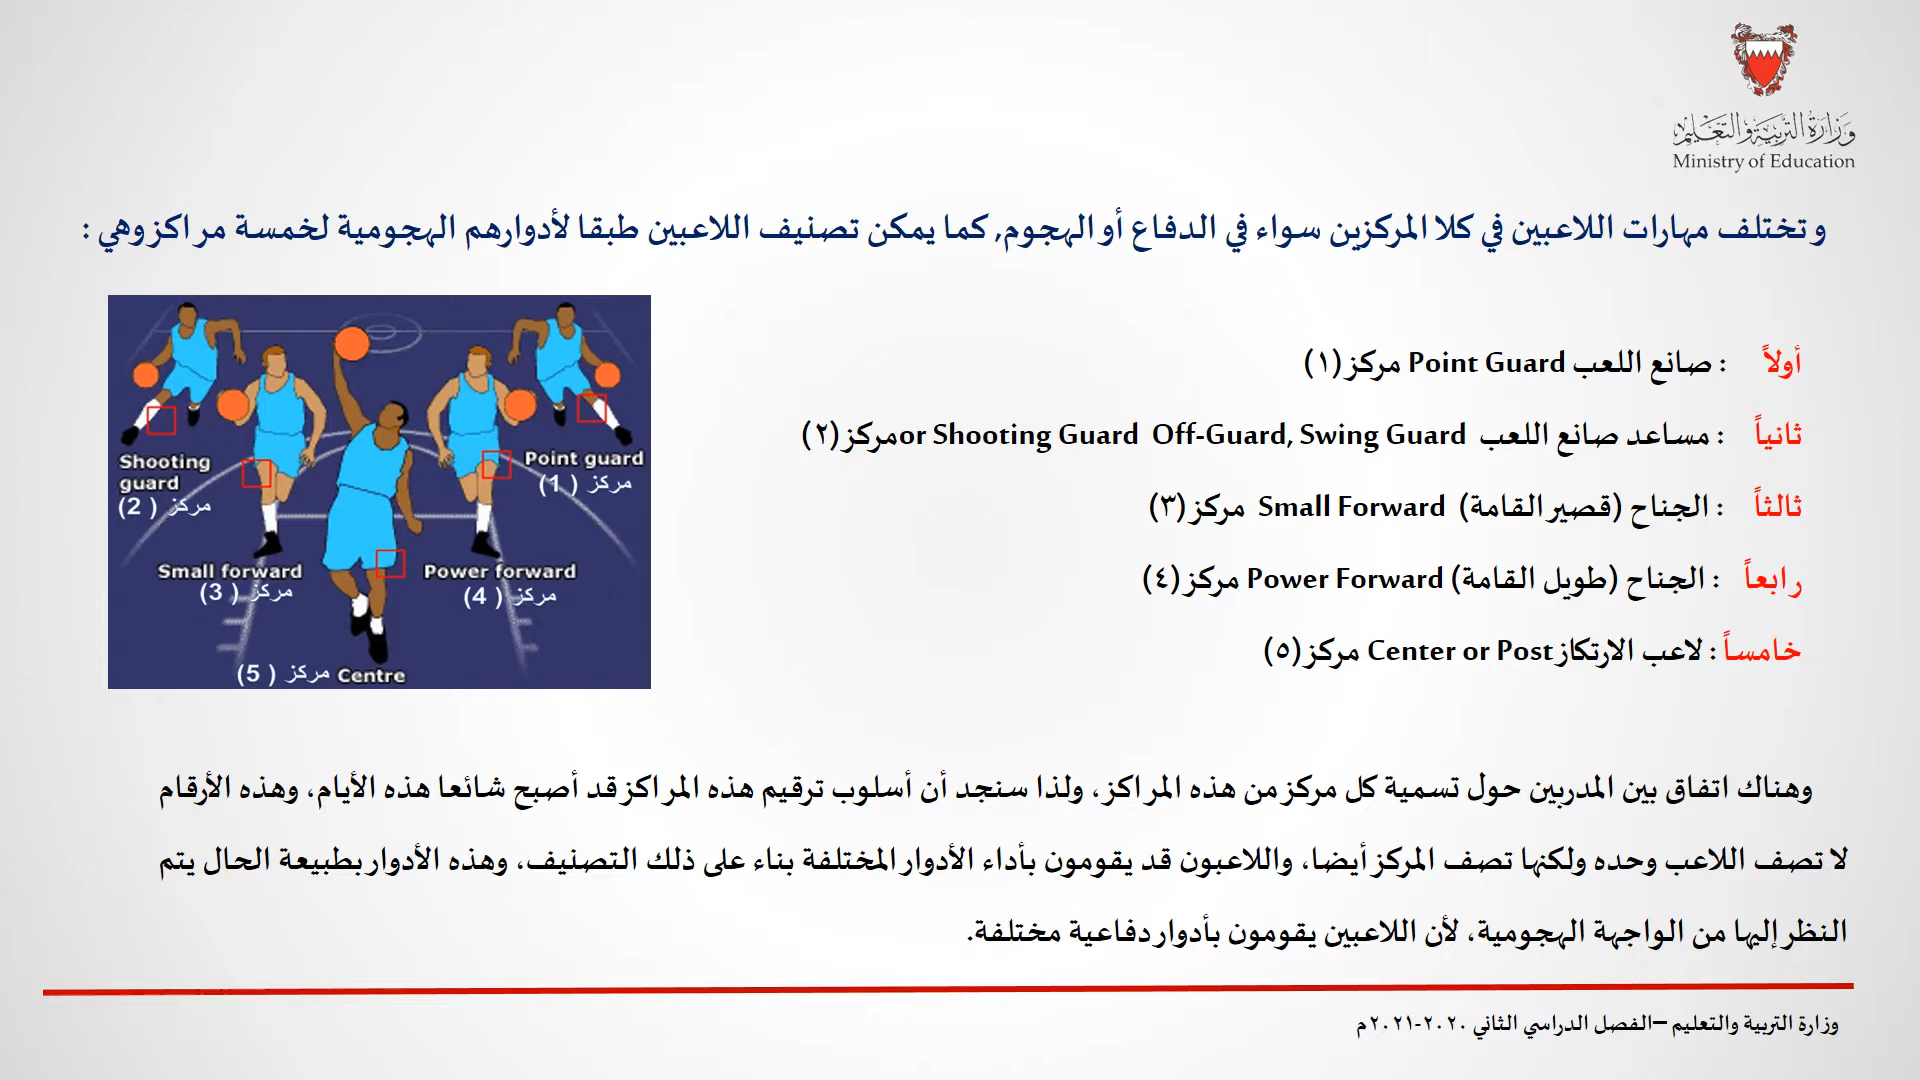 وزارة التربية والتعليم
Ministry of Education
وتختلف مهارات اللاعبين في كلا المركزين سواء في الدفاع أو الهجوم, كما يمكن تصنيف اللاعبين طبقا لأدوارهم الهجومية لخمسة مراكز وهي :
أولاً : صانع اللعب Point Guard مركز (١)
ثانياً : مساعد صانع اللعب or Shooting Guard Off-Guard, Swing Guard مركز (٢)
ثالثاً : الجناح (قصير القامة) Small Forward مركز (٣)
رابعاً : الجناح (طويل القامة) Power Forward مركز (٤)
خامساً : لاعب الارتكاز Center or Post مركز (٥)
Shooting
guard
مركز ( 2)
Point guard
مركز ( 1)
Small forward
مركز ( 3)
Power forward
مركز ( 4)
Centre مركز ( 5)
وهناك اتفاق بين المدربين حول تسمية كل مركز من هذه المراكز، ولذا سنجد أن أسلوب ترقيم هذه المراكز قد أصبح شائعا هذه الأيام، وهذه الأرقام
لا تصف اللاعب وحده ولكنها تصف المركز أيضا، واللاعبون قد يقومون بأداء الأدوار المختلفة بناء على ذلك التصنيف، وهذه الأدوار بطبيعة الحال يتم
النظر إليها من الواجهة الهجومية، لأن اللاعبين يقومون بأدوار دفاعية مختلفة.
وزارة التربية والتعليم –الفصل الدراسي الثاني ٢٠٢٠-٢٠٢١م